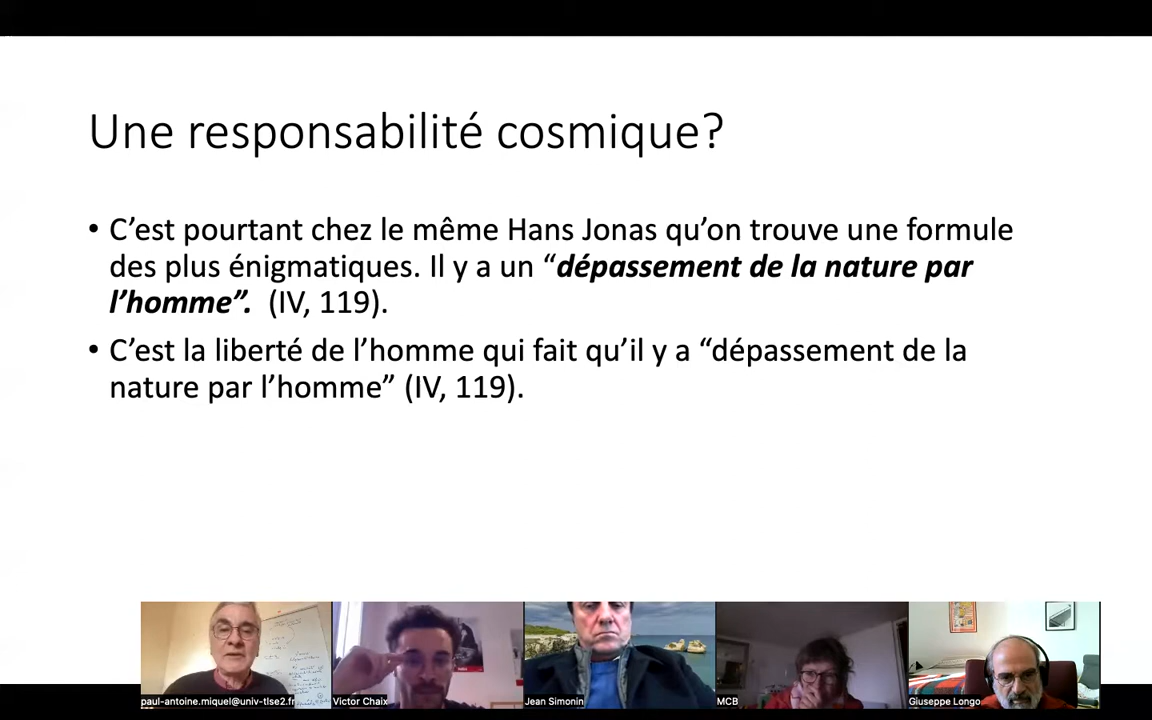 Une responsabilité cosmique?
• C’est pourtant chez le même Hans Jonas qu’on trouve une formule
des plus énigmatiques. Il y a un “dépassement de la nature par
l’homme”. (IV, 119).
• C’est la liberté de l’homme qui fait qu’il y a “dépassement de la
nature par l’homme” (IV, 119).
paul-antoine.miquel@univ-tlse2.fr
Victor Chaix
Jean Simonin
MCB
Giuseppe Longo